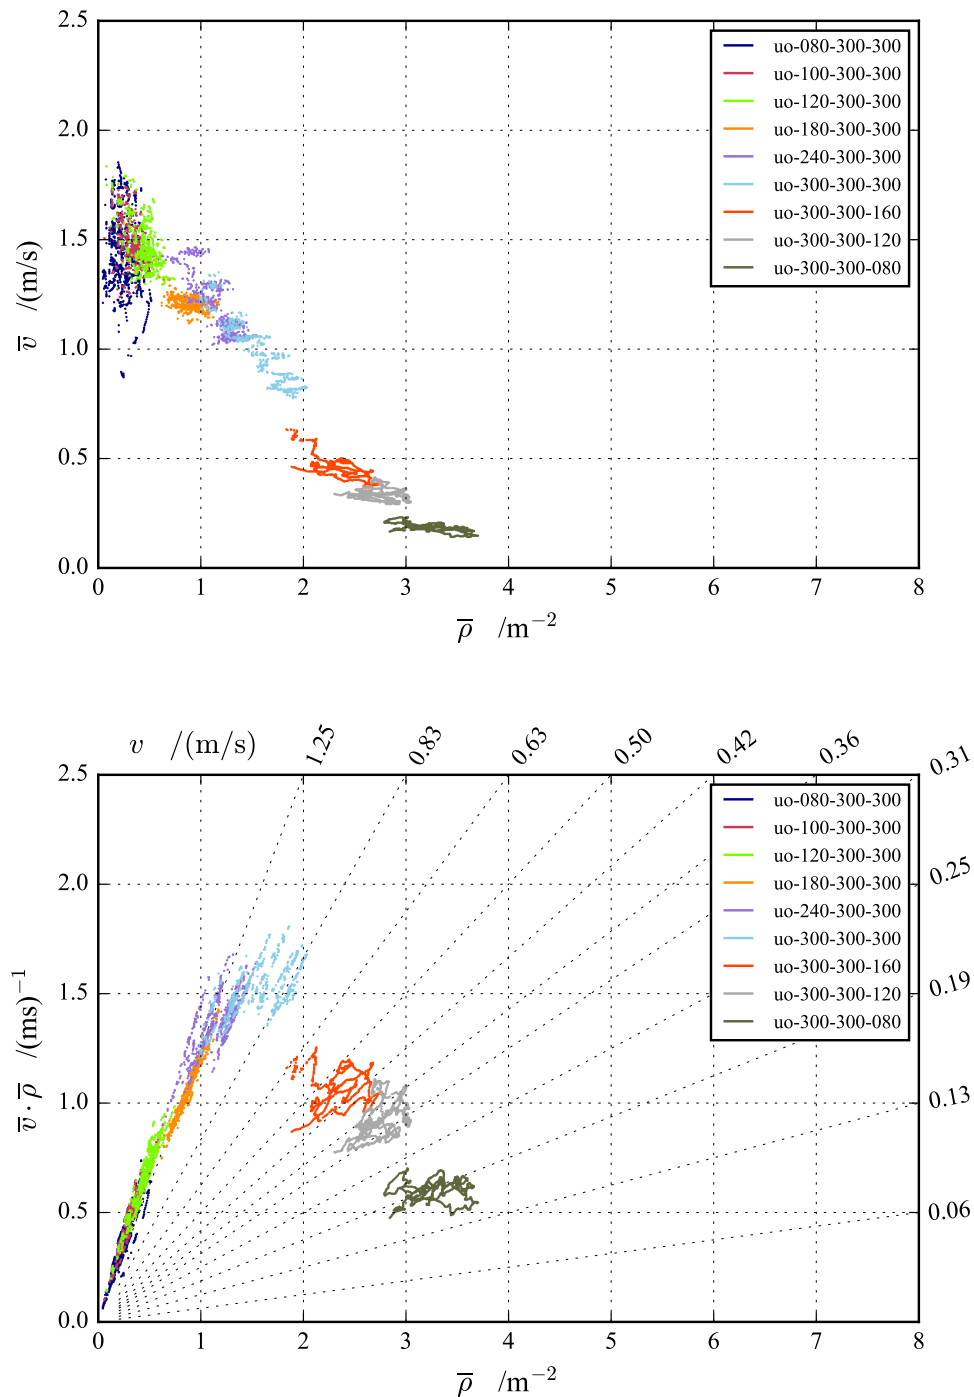 2.5
2.0
1.5
1.0
0.5
0.0
v̅ /(m/s)
uo-080-300-300
uo-100-300-300
uo-120-300-300
uo-180-300-300
uo-240-300-300
uo-300-300-300
uo-300-300-160
uo-300-300-120
uo-300-300-080
0 1 2 3 4 5 6 7 8
ρ̅ /m⁻²
v /(m/s) 1.25 0.83 0.63 0.50 0.42 0.36 0.31
2.5
2.0
1.5
1.0
0.5
0.0
v̅ · ρ̅ /(ms)⁻¹
uo-080-300-300
uo-100-300-300
uo-120-300-300
uo-180-300-300
uo-240-300-300
uo-300-300-300
uo-300-300-160
uo-300-300-120
uo-300-300-080
0.25
0.19
0.13
0.06
0 1 2 3 4 5 6 7 8
ρ̅ /m⁻²